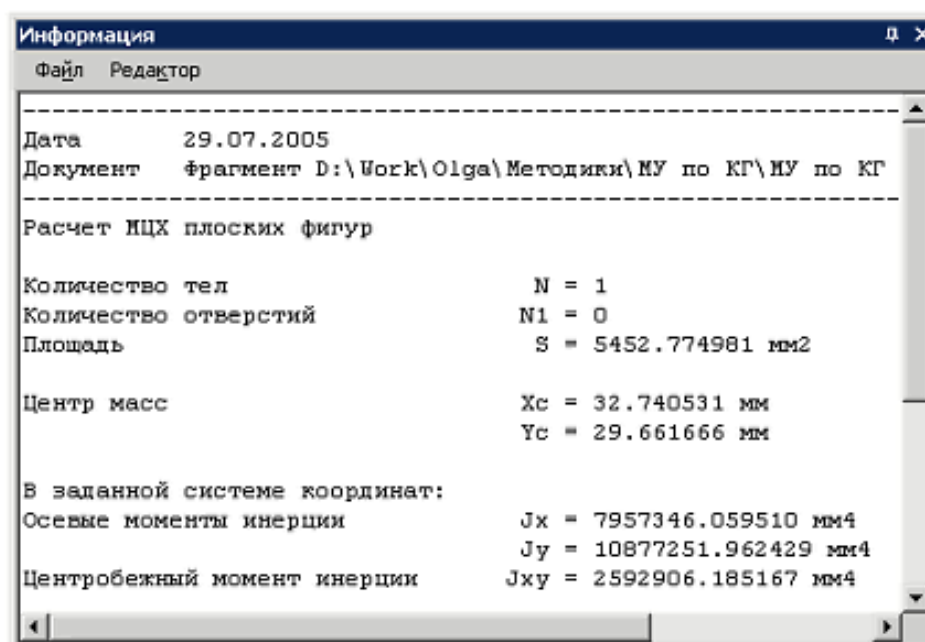 Информация
Файл Редактор
Дата 29.07.2005
Документ Фрагмент D:\Work\Olga\Методики\МУ по КГ\МУ по КГ
Расчет МЦХ плоских фигур
Количество тел N = 1
Количество отверстий N1 = 0
Площадь S = 5452.774981 мм2
Центр масс Xc = 32.740531 мм
Yc = 29.661666 мм
В заданной системе координат:
Осевые моменты инерции Jx = 7957346.059510 мм4
Jy = 10877251.962429 мм4
Центробежный момент инерции Jxy = 2592906.185167 мм4